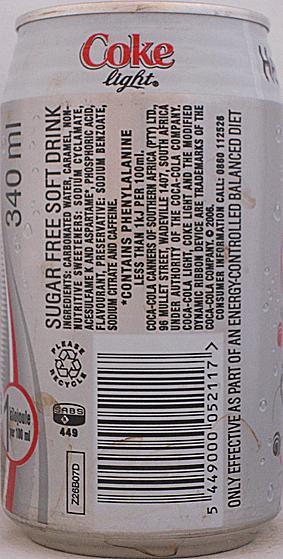 Coke
light®
340 ml
SUGAR FREE SOFT DRINK
INGREDIENTS: CARBONATED WATER, CARAMEL, NON-
NUTRITIVE SWEETENERS: SODIUM CYCLAMATE,
ACESULFAME K AND ASPARTAME* PHOSPHORIC ACID,
FLAVOURANT, PRESERVATIVE: SODIUM BENZOATE,
SODIUM CITRATE AND CAFFEINE.
*CONTAINS PHENYLALANINE
LESS THAN 1KJ PER 100ml.
COCA-COLA CANNERS OF SOUTHERN AFRICA (PTY) LTD,
96 MULLET STREET, WADEVILLE 1407, SOUTH AFRICA
UNDER AUTHORITY OF THE COCA-COLA COMPANY.
COCA-COLA LIGHT, COKE LIGHT AND THE MODIFIED
DYNAMIC RIBBON DEVICE ARE TRADEMARKS OF THE
COCA-COLA COMPANY. © 2005.
CONSUMER INFORMATION CALL: 0860 112526
ONLY EFFECTIVE AS PART OF AN ENERGY-CONTROLLED BALANCED DIET
PLEASE
RECYCLE
SABS
449
kilojoule
per 100 ml
Z26B07D
5 449000 052117 >